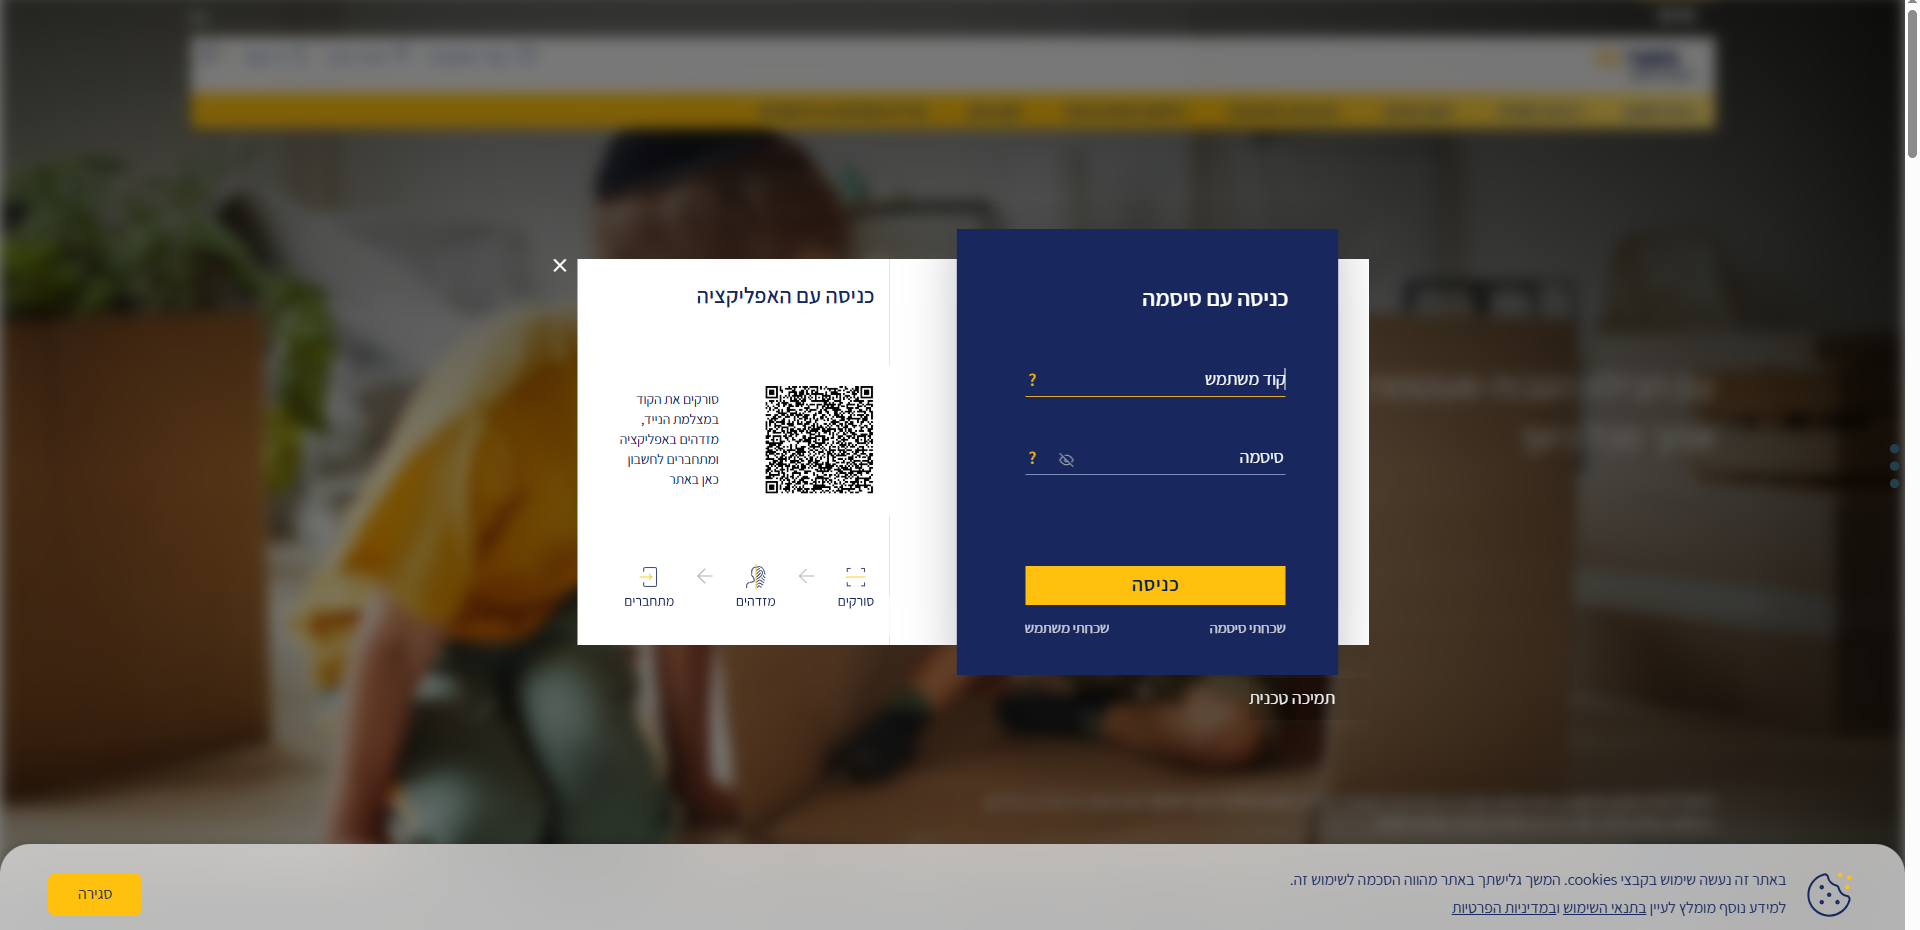 כניסה עם סיסמה
קוד משתמש
?
סיסמה
?
כניסה
שכחתי סיסמה
שכחתי משתמש
תמיכה טכנית
כניסה עם האפליקציה
סורקים את הקוד
במצלמת הנייד,
מזדהים באפליקציה
ומתחברים לחשבון
כאן באתר
סורקים
מזדהים
מתחברים
באתר זה נעשה שימוש בקבצי cookies. המשך גלישתך באתר מהווה הסכמה לשימוש זה.
למידע נוסף מומלץ לעיין בתנאי השימוש ובמדיניות הפרטיות
סגירה